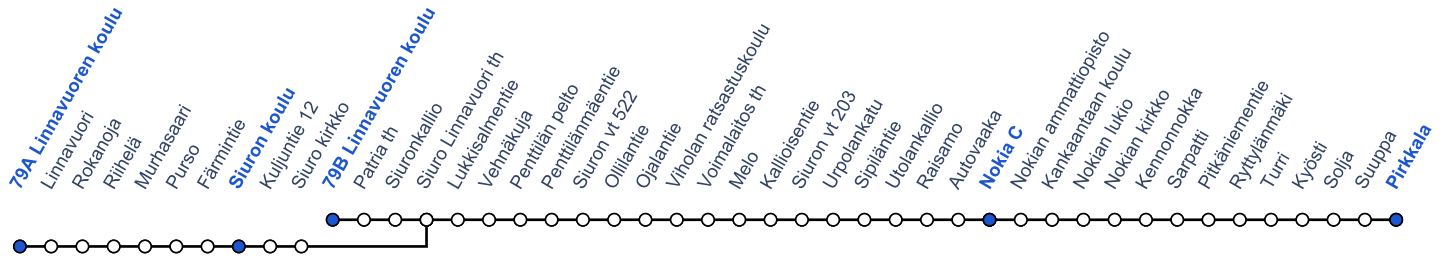 79A Linnavuoren koulu
Linnavuori
Rokanoja
Riihelä
Murhasaari
Purso
Färmintie
Siuron koulu
Kuljuntie 12
Siuro kirkko
79B Linnavuoren koulu
Patria th
Siuronkallio
Siuro Linnavuori th
Lukkisalmentie
Vehnäkuja
Penttilän pelto
Penttilänmäentie
Siuron vt 522
Ollilantie
Ojalantie
Viholan ratsastuskoulu
Voimalaitos th
Melo
Kallioisentie
Siuron vt 203
Urpolankatu
Sipiläntie
Utolankallio
Raisamo
Autovaaka
Nokia C
Nokian ammattiopisto
Kankaantaan koulu
Nokian lukio
Nokian kirkko
Kennonnokka
Sarpatti
Pitkäniementie
Ryttylänmäki
Turri
Kyösti
Solja
Suuppa
Pirkkala